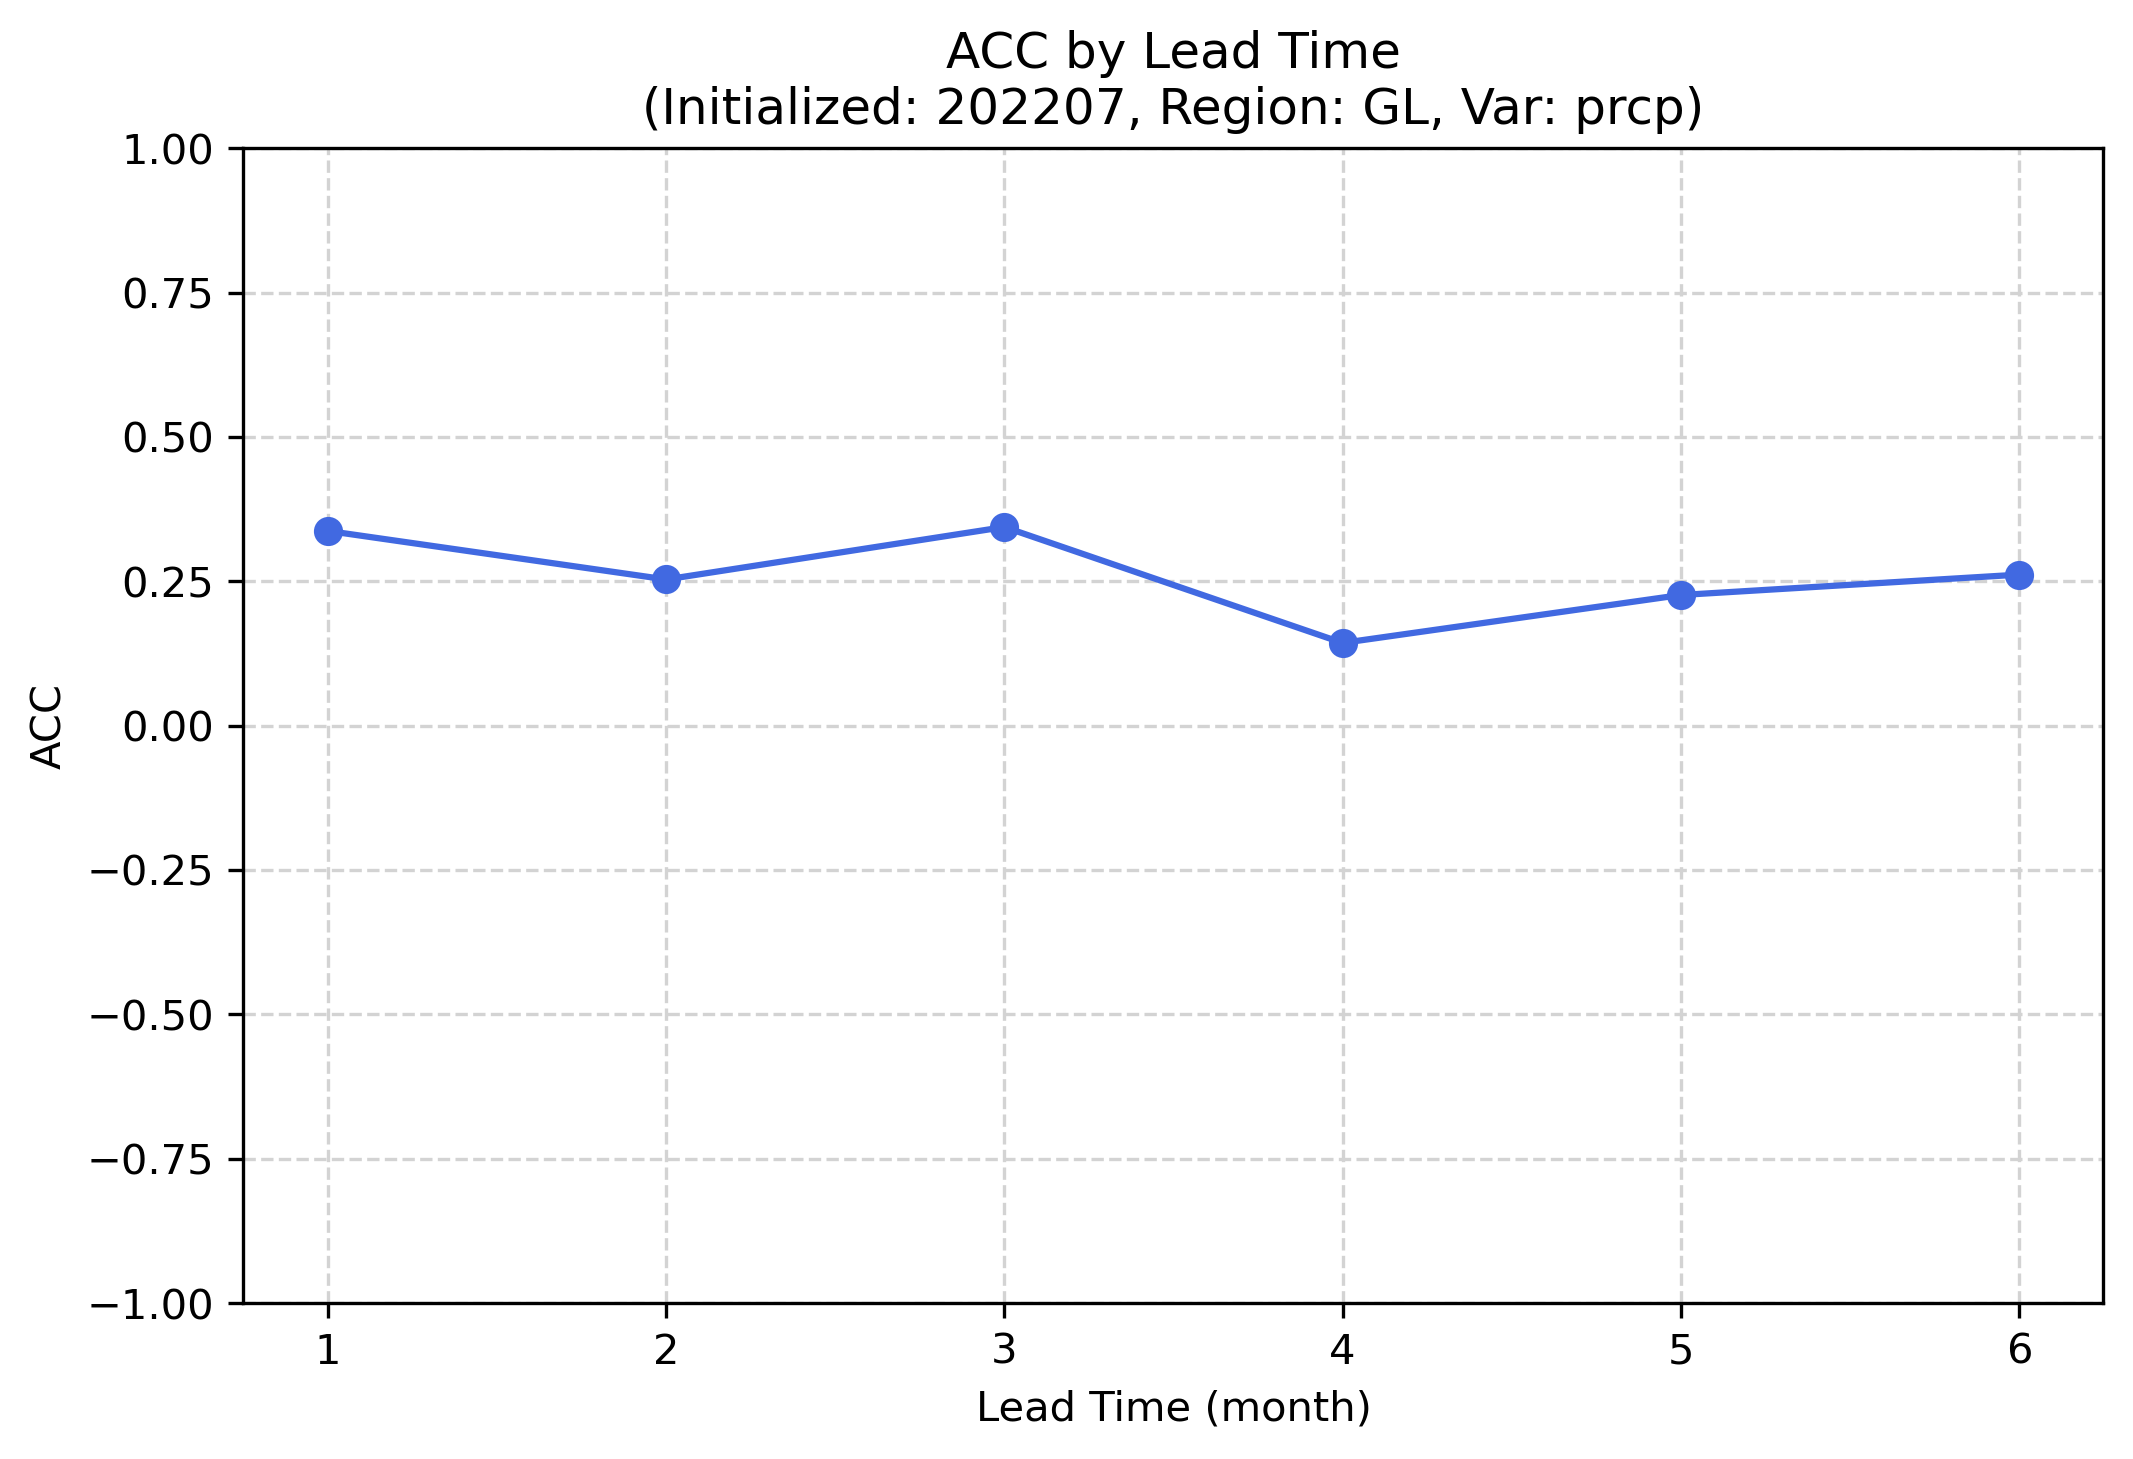 ACC by Lead Time
(Initialized: 202207, Region: GL, Var: prcp)
1.00
0.75
0.50
0.25
0.00
−0.25
−0.50
−0.75
−1.00
ACC
1 2 3 4 5 6
Lead Time (month)